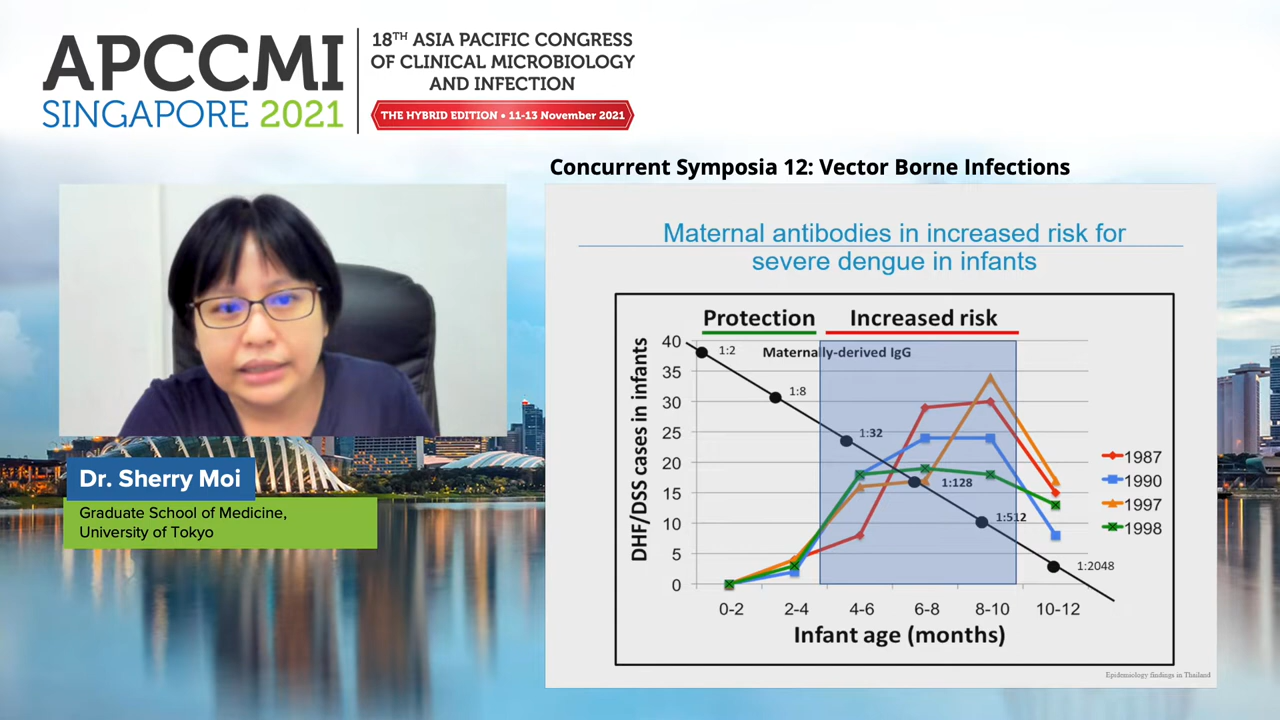 APCCMI
SINGAPORE 2021
18TH ASIA PACIFIC CONGRESS
OF CLINICAL MICROBIOLOGY
AND INFECTION
THE HYBRID EDITION • 11-13 November 2021
Concurrent Symposia 12: Vector Borne Infections
Dr. Sherry Moi
Graduate School of Medicine,
University of Tokyo
Maternal antibodies in increased risk for
severe dengue in infants
Protection
Increased risk
Maternally-derived IgG
DHF/DSS cases in infants
40
35
30
25
20
15
10
5
0
1:2
1:8
1:32
1:128
1:512
1:2048
0-2
2-4
4-6
6-8
8-10
10-12
Infant age (months)
1987
1990
1997
1998
Epidemiology findings in Thailand